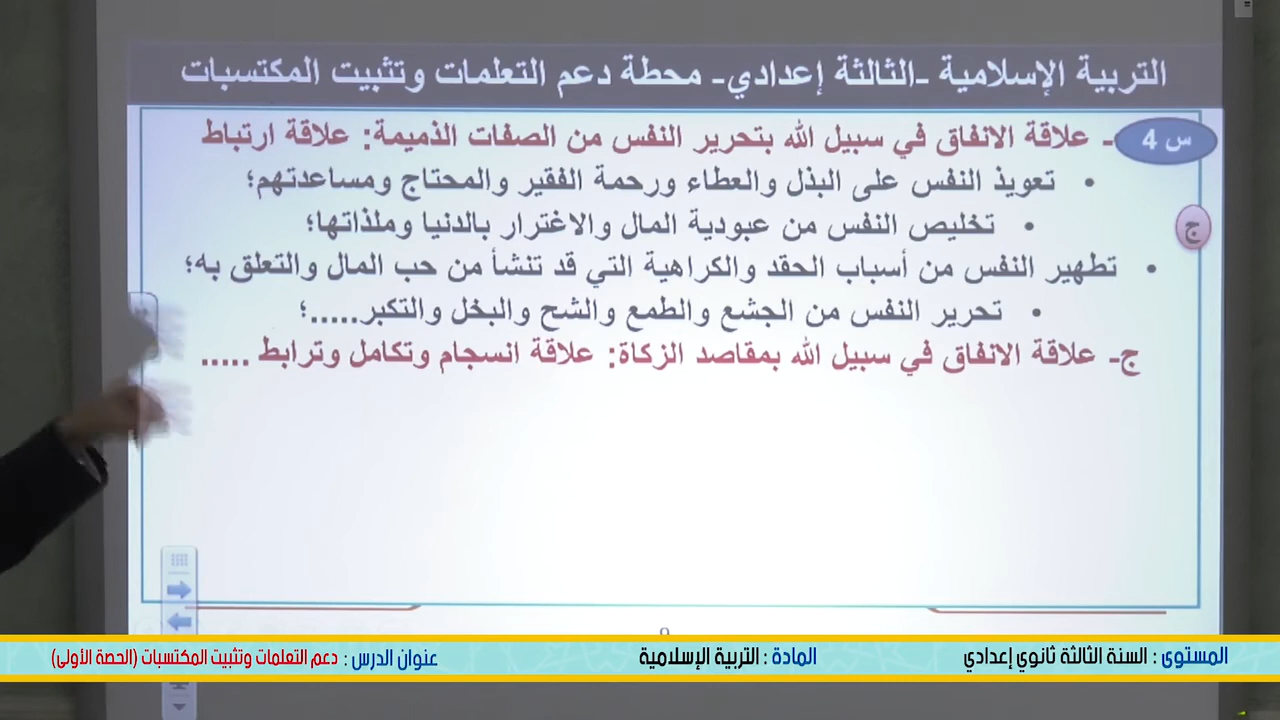 التربية الإسلامية -الثالثة إعدادي- محطة دعم التعلمات وتثبيت المكتسبات
س 4
- علاقة الانفاق في سبيل الله بتحرير النفس من الصفات الذميمة: علاقة ارتباط
• تعويذ النفس على البذل والعطاء ورحمة الفقير والمحتاج ومساعدتهم؛
ج
• تخليص النفس من عبودية المال والاغترار بالدنيا وملذاتها؛
• تطهير النفس من أسباب الحقد والكراهية التي قد تنشأ من حب المال والتعلق به؛
• تحرير النفس من الجشع والطمع والشح والبخل والتكبر.....؛
ج- علاقة الانفاق في سبيل الله بمقاصد الزكاة: علاقة انسجام وتكامل وترابط .....
المستوى : السنة الثالثة ثانوي إعدادي
المادة : التربية الإسلامية
عنوان الدرس : دعم التعلمات وتثبيت المكتسبات (الحصة الأولى)